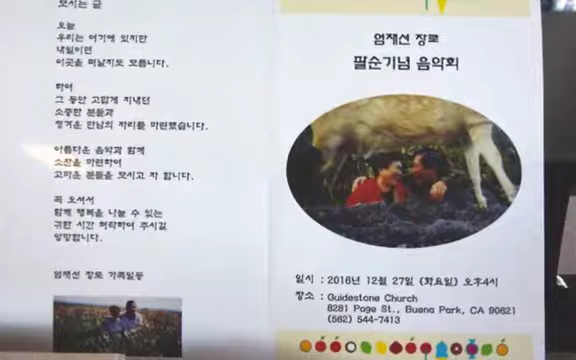 모시는 글
오늘
우리는 여기에 있지만
내일이면
이곳을 떠날지도 모릅니다.
하여
그 동안 고맙게 지내던
소중한 분들과
정겨운 만남의 자리를 마련했습니다.
아름다운 음악과 함께
소찬을 마련하여
고마운 분들을 모시고자 합니다.
꼭 오셔서
함께 행복을 나눌 수 있는
귀한 시간 허락하여 주시길
앙망합니다.
엄재선 장로 가족일동
엄재선 장로
팔순기념 음악회
일시 : 2016년 12월 27일 (화요일) 오후4시
장소 : Guidestone Church
8281 Page St., Buena Park, CA 90621
(562) 544-7413